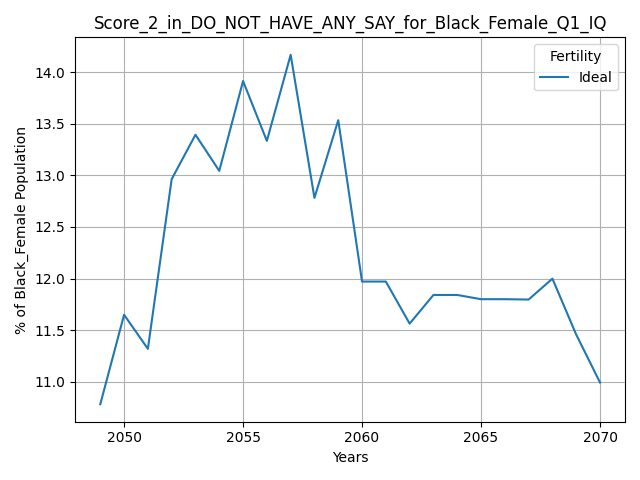 Score_2_in_DO_NOT_HAVE_ANY_SAY_for_Black_Female_Q1_IQ
Fertility
Ideal
% of Black_Female Population
14.0
13.5
13.0
12.5
12.0
11.5
11.0
2050
2055
2060
2065
2070
Years